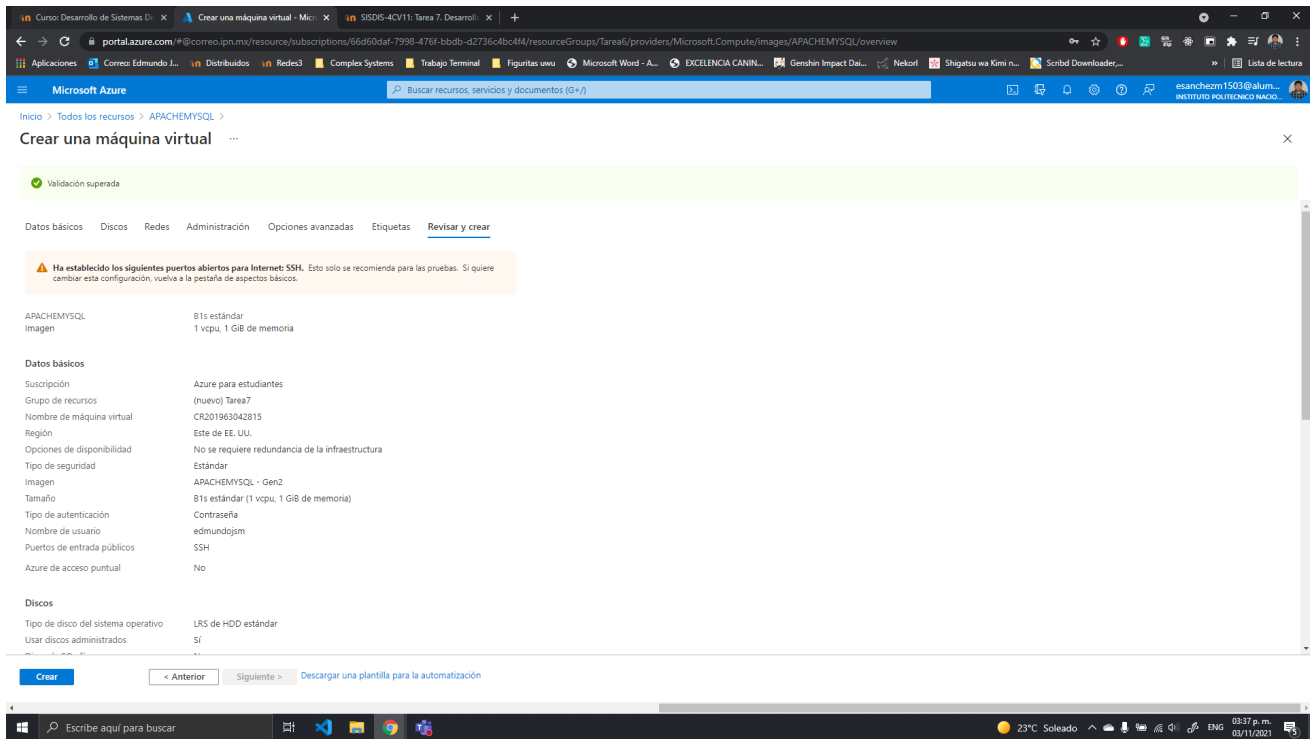 Curso: Desarrollo de Sistemas Di
Crear una máquina virtual - Micr
SISDIS-4CV11: Tarea 7. Desarroll
portal.azure.com/#@correo.ipn.mx/resource/subscriptions/66d60daf-7998-476f-bbdb-d2736c4bc4f4/resourceGroups/Tarea6/providers/Microsoft.Compute/images/APACHEMYSQL/overview
Aplicaciones
Correo: Edmundo J...
Distribuidos
Redes3
Complex Systems
Trabajo Terminal
Figuritas uwu
Microsoft Word - A...
EXCELENCIA CANIN...
Genshin Impact Dai...
Nekorf
Shigatsu wa Kimi n...
Scribd Downloader,...
»
Lista de lectura
Microsoft Azure
Buscar recursos, servicios y documentos (G+/)
esanchezm1503@alum...
INSTITUTO POLITECNICO NACIO...
Inicio > Todos los recursos > APACHEMYSQL >
Crear una máquina virtual ...
Validación superada
Datos básicos Discos Redes Administración Opciones avanzadas Etiquetas Revisar y crear
Ha establecido los siguientes puertos abiertos para Internet: SSH. Esto solo se recomienda para las pruebas. Si quiere
cambiar esta configuración, vuelva a la pestaña de aspectos básicos.
APACHEMYSQL B1s estándar
Imagen 1 vcpu, 1 GiB de memoria
Datos básicos
Suscripción Azure para estudiantes
Grupo de recursos (nuevo) Tarea7
Nombre de máquina virtual CR201963042815
Región Este de EE. UU.
Opciones de disponibilidad No se requiere redundancia de la infraestructura
Tipo de seguridad Estándar
Imagen APACHEMYSQL - Gen2
Tamaño B1s estándar (1 vcpu, 1 GiB de memoria)
Tipo de autenticación Contraseña
Nombre de usuario edmundojsm
Puertos de entrada públicos SSH
Azure de acceso puntual No
Discos
Tipo de disco del sistema operativo LRS de HDD estándar
Usar discos administrados Sí
Crear < Anterior Siguiente > Descargar una plantilla para la automatización
Escribe aquí para buscar
23°C Soleado
ENG
03:37 p. m.
03/11/2021